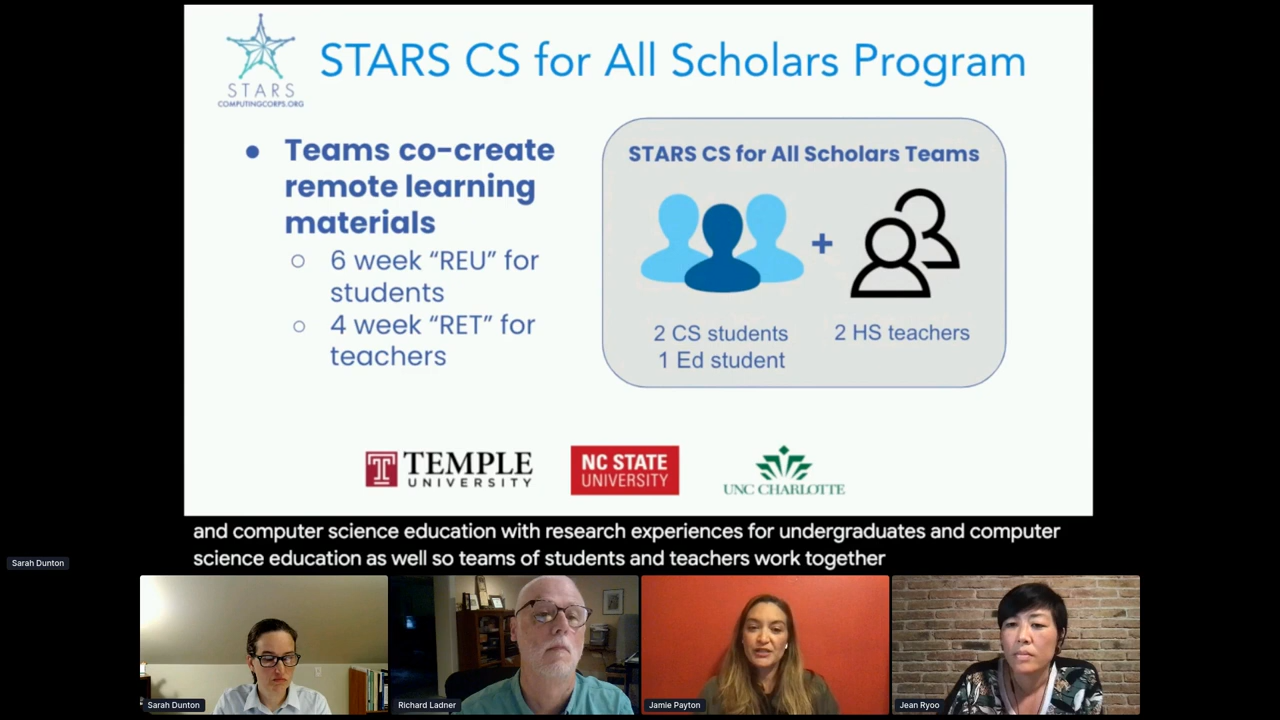 STARS
COMPUTINGCORPS.ORG
STARS CS for All Scholars Program
● Teams co-create
remote learning
materials
○ 6 week “REU” for
students
○ 4 week “RET” for
teachers
STARS CS for All Scholars Teams
+
2 CS students
1 Ed student
2 HS teachers
T TEMPLE
UNIVERSITY
NC STATE
UNIVERSITY
UNC CHARLOTTE
and computer science education with research experiences for undergraduates and computer
science education as well so teams of students and teachers work together
Sarah Dunton
Sarah Dunton
Richard Ladner
Jamie Payton
Jean Ryoo